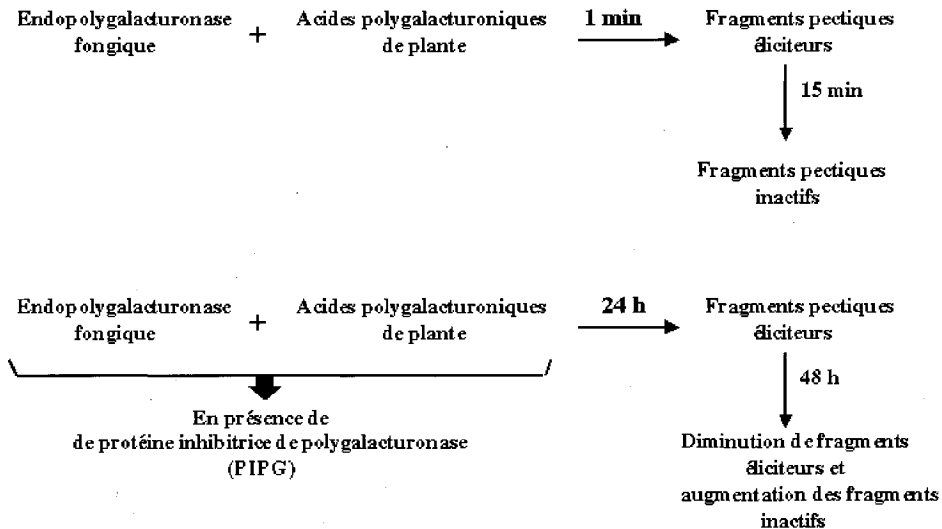 Endopolygalacturonase
fongique
+
Acides polygalacturoniques
de plante
1 min
Fragments pectiques
éliciteurs
15 min
Fragments pectiques
inactifs
Endopolygalacturonase
fongique
+
Acides polygalacturoniques
de plante
24 h
Fragments pectiques
éliciteurs
48 h
En présence de
de protéine inhibitrice de polygalacturonase
(PIPG)
Diminution de fragments
éliciteurs et
augmentation des fragments
inactifs